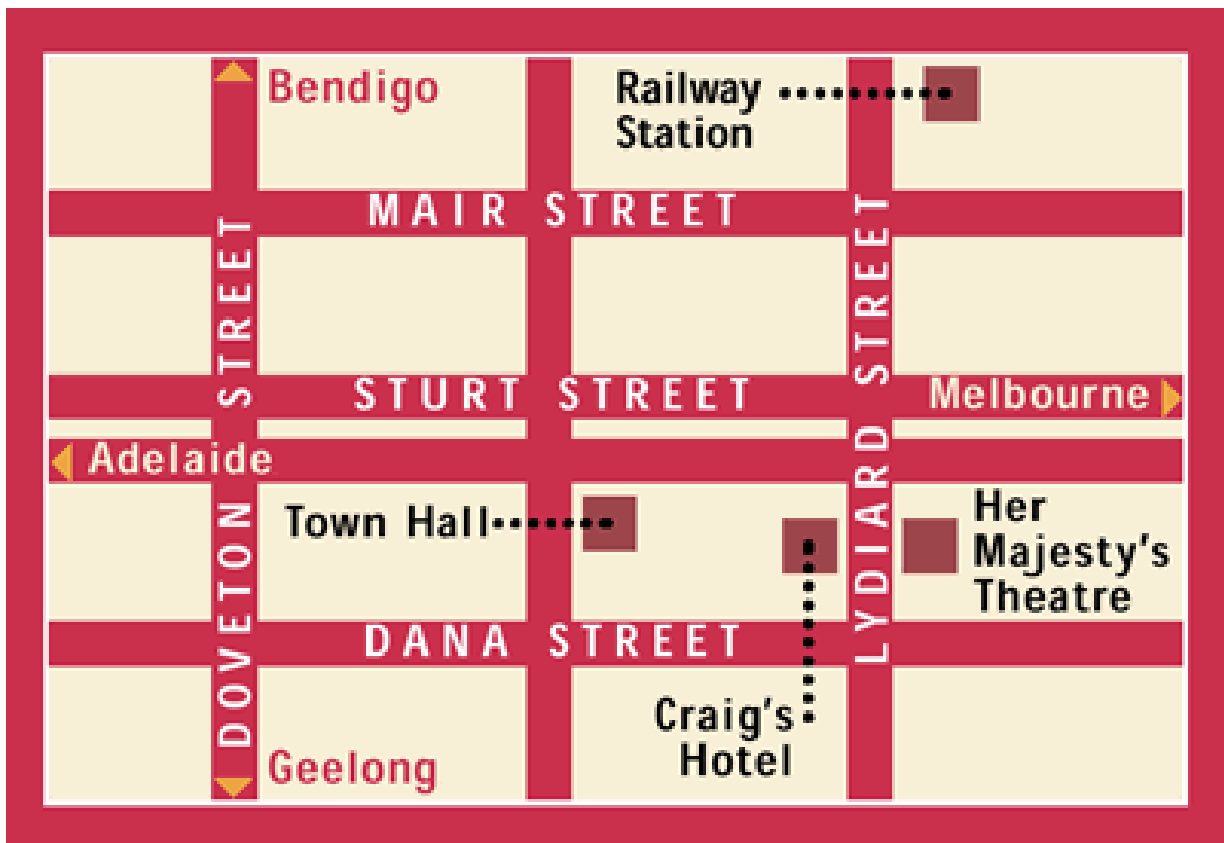 Bendigo
Railway
Station
MAIR STREET
STURT STREET
Melbourne
Adelaide
DOVETON STREET
LYDIARD STREET
Town Hall
Her
Majesty's
Theatre
DANA STREET
Craig's
Hotel
Geelong